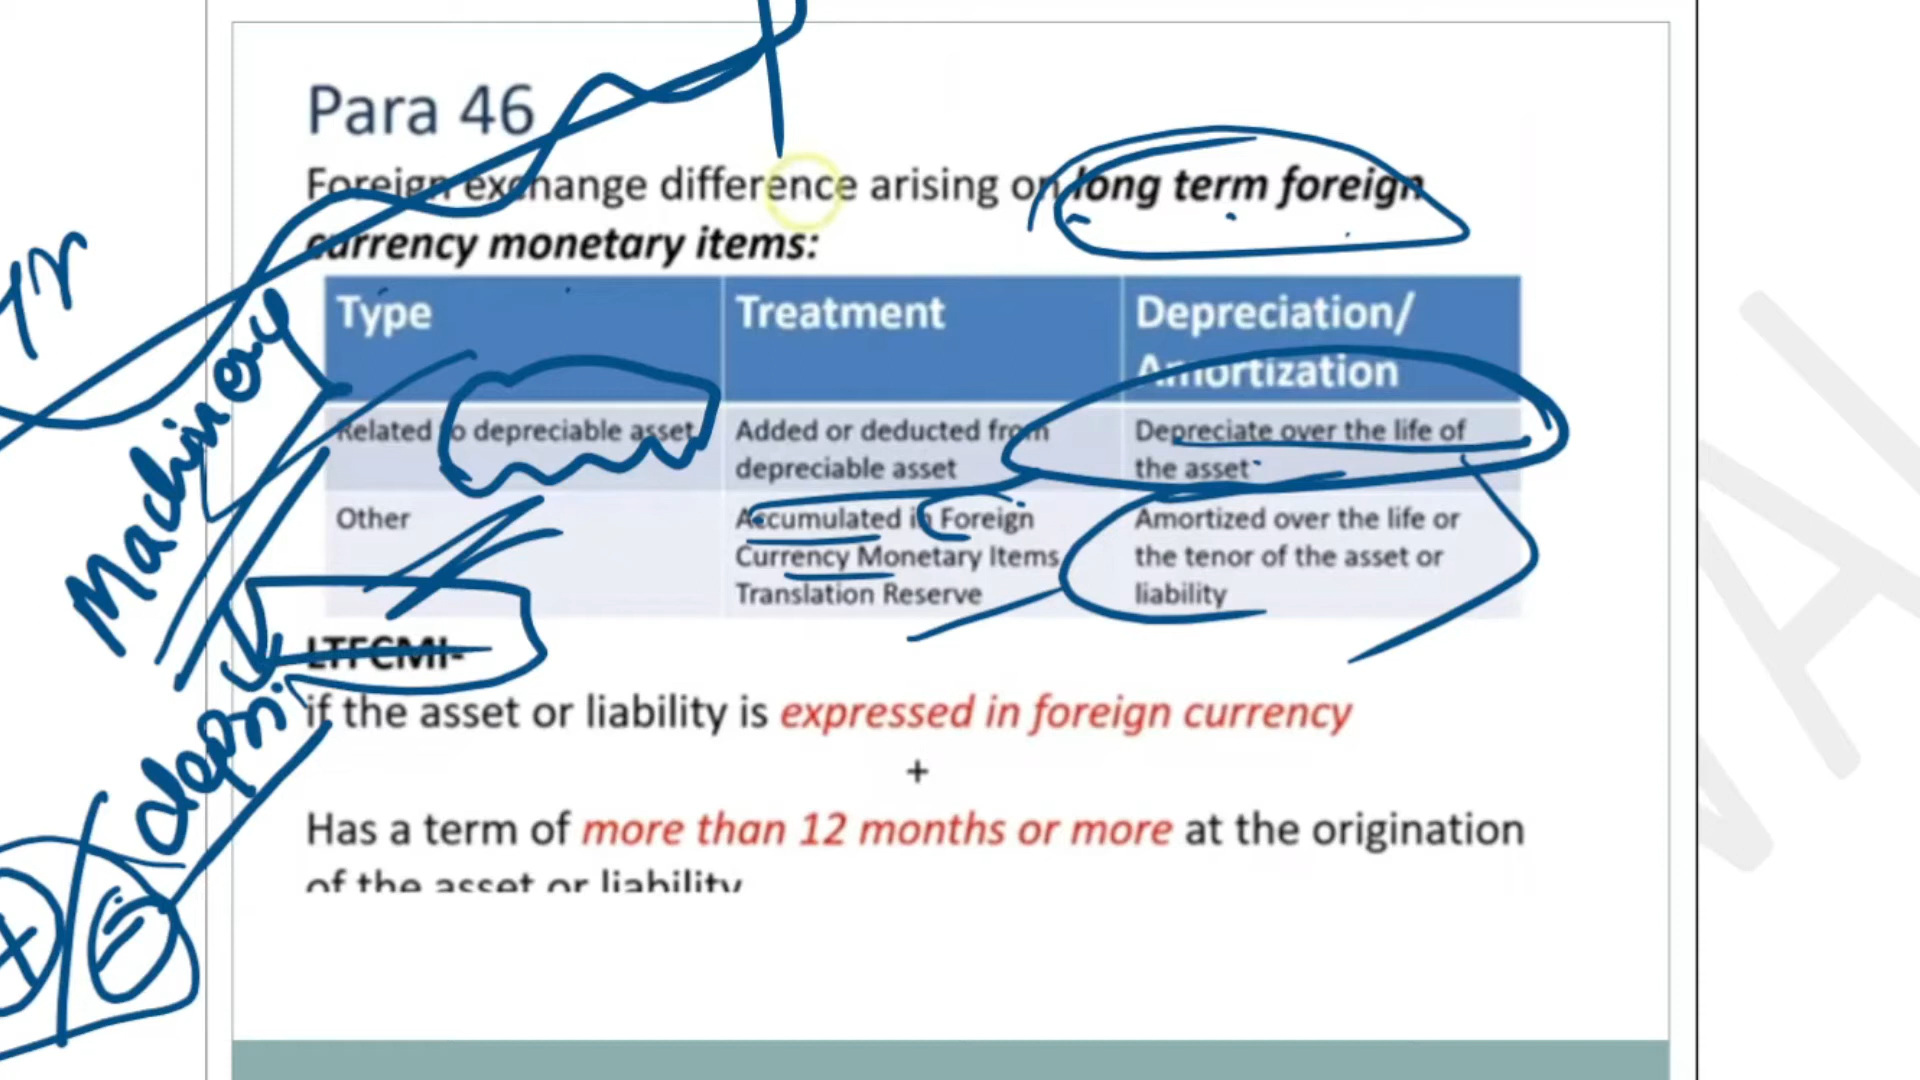 Para 46
Foreign exchange difference arising on long term foreign
currency monetary items:
Type
Treatment
Depreciation/
Amortization
Related to depreciable asset
Added or deducted from
depreciable asset
Depreciate over the life of
the asset
Other
Accumulated in Foreign
Currency Monetary Items
Translation Reserve
Amortized over the life or
the tenor of the asset or
liability
LTFCMI-
if the asset or liability is expressed in foreign currency
+
Has a term of more than 12 months or more at the origination
of the asset or liability
yr
Machinery
depn.